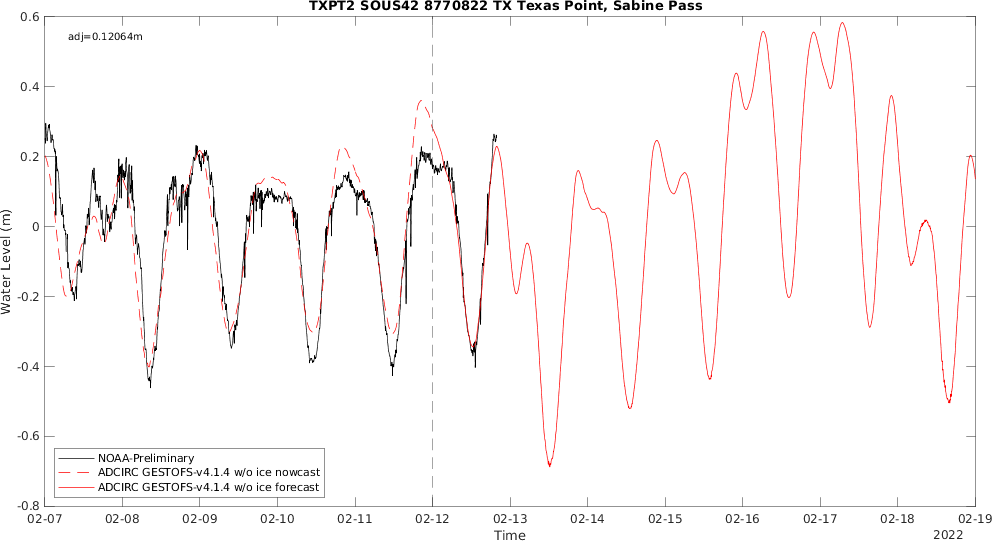 TXPT2 SOUS42 8770822 TX Texas Point, Sabine Pass
adj=0.12064m
0.6
0.4
0.2
0
-0.2
-0.4
-0.6
-0.8
Water Level (m)
NOAA-Preliminary
ADCIRC GESTOFS-v4.1.4 w/o ice nowcast
ADCIRC GESTOFS-v4.1.4 w/o ice forecast
02-07 02-08 02-09 02-10 02-11 02-12 02-13 02-14 02-15 02-16 02-17 02-18 02-19
Time
2022